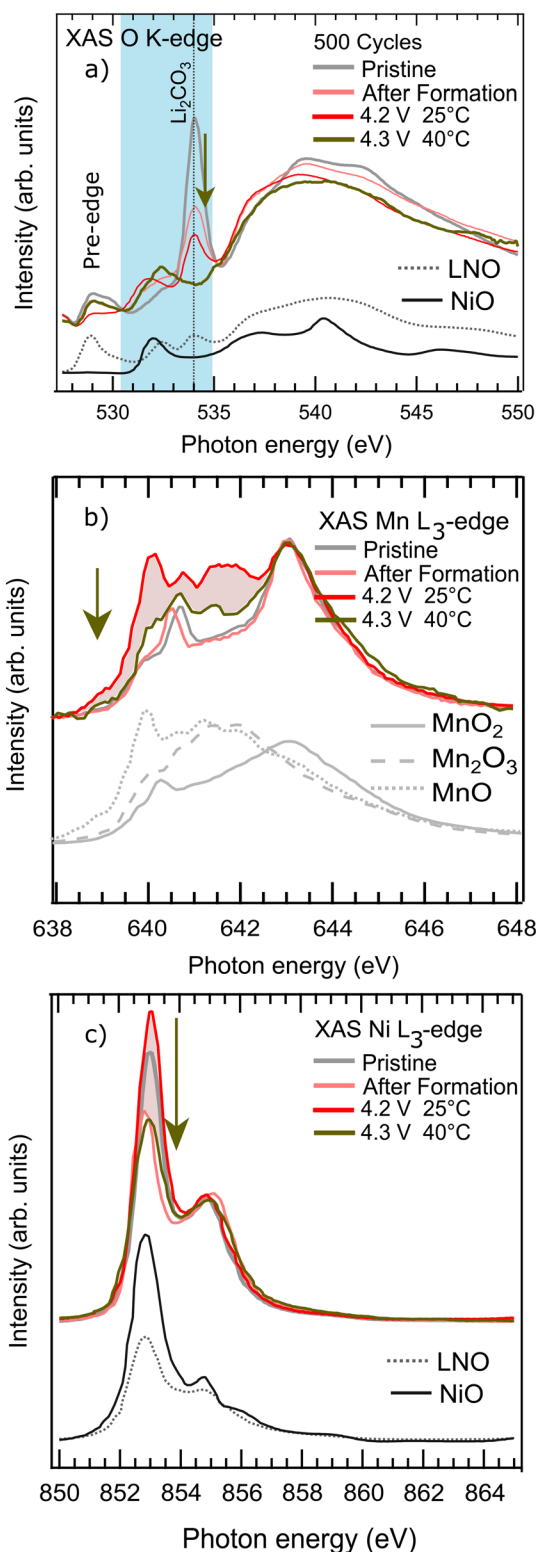 XAS O K-edge
a)
Li₂CO₃
Pre-edge
500 Cycles
Pristine
After Formation
4.2 V 25°C
4.3 V 40°C
LNO
NiO
Intensity (arb. units)
530 535 540 545 550
Photon energy (eV)
b)
XAS Mn L₃-edge
Pristine
After Formation
4.2 V 25°C
4.3 V 40°C
MnO₂
Mn₂O₃
MnO
Intensity (arb. units)
638 640 642 644 646 648
Photon energy (eV)
c)
XAS Ni L₃-edge
Pristine
After Formation
4.2 V 25°C
4.3 V 40°C
LNO
NiO
Intensity (arb. units)
850 852 854 856 858 860 862 864
Photon energy (eV)